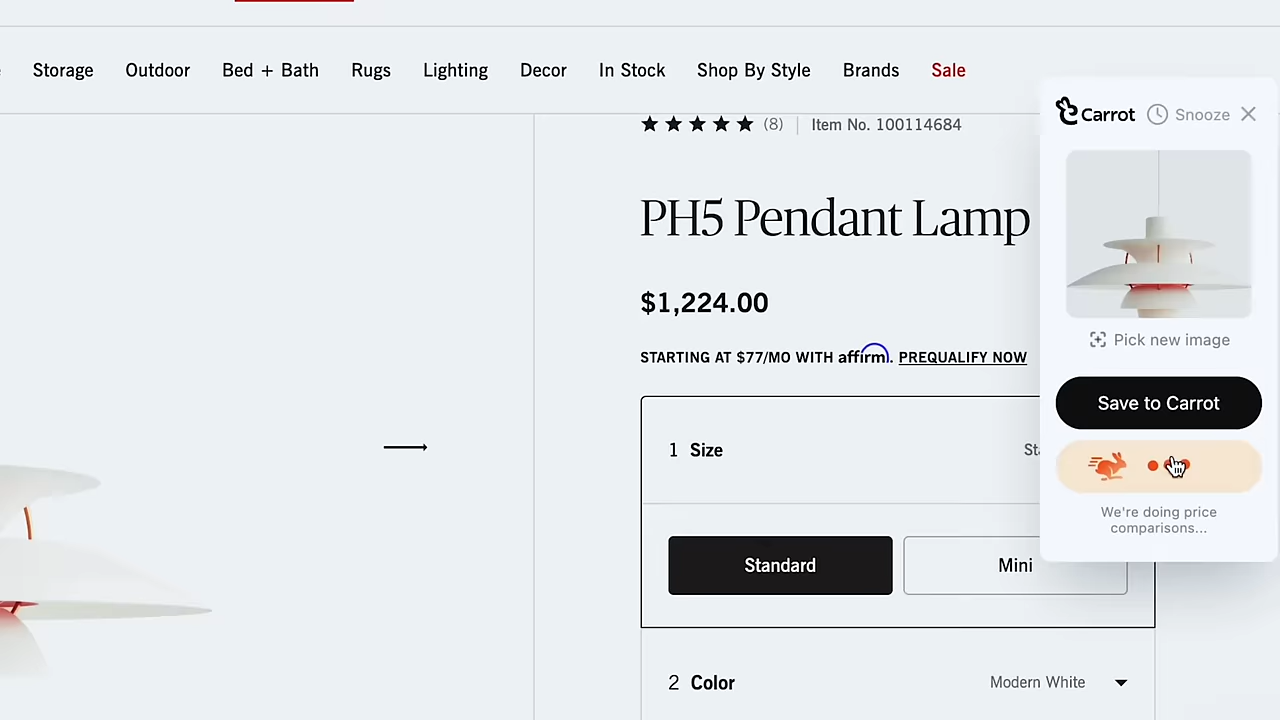 Storage Outdoor Bed + Bath Rugs Lighting Decor In Stock Shop By Style Brands Sale
(8) Item No. 100114684
PH5 Pendant Lamp
$1,224.00
STARTING AT $77/MO WITH affirm. PREQUALIFY NOW
1 Size
Standard Mini
2 Color Modern White
Carrot Snooze
Pick new image
Save to Carrot
We're doing price
comparisons...